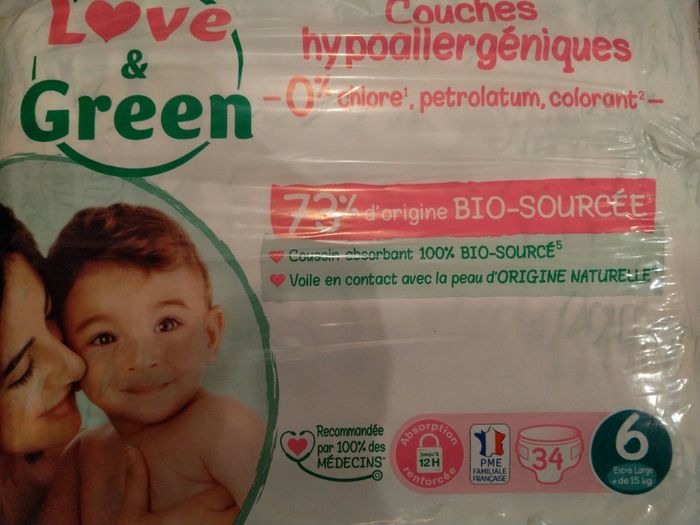 Love
&
Green
Couches
hypoallergéniques
0% chlore¹, petrolatum, colorant²
73% d'origine BIO-SOURCÉE³
Coussin absorbant 100% BIO-SOURCÉ⁵
Voile en contact avec la peau d'ORIGINE NATURELLE
Recommandée
par 100% des
MÉDECINS*
Absorption
jusqu'à
12H
renforcée
PME
FAMILIALE
FRANÇAISE
34
6
Extra Large
+ de 15 kg